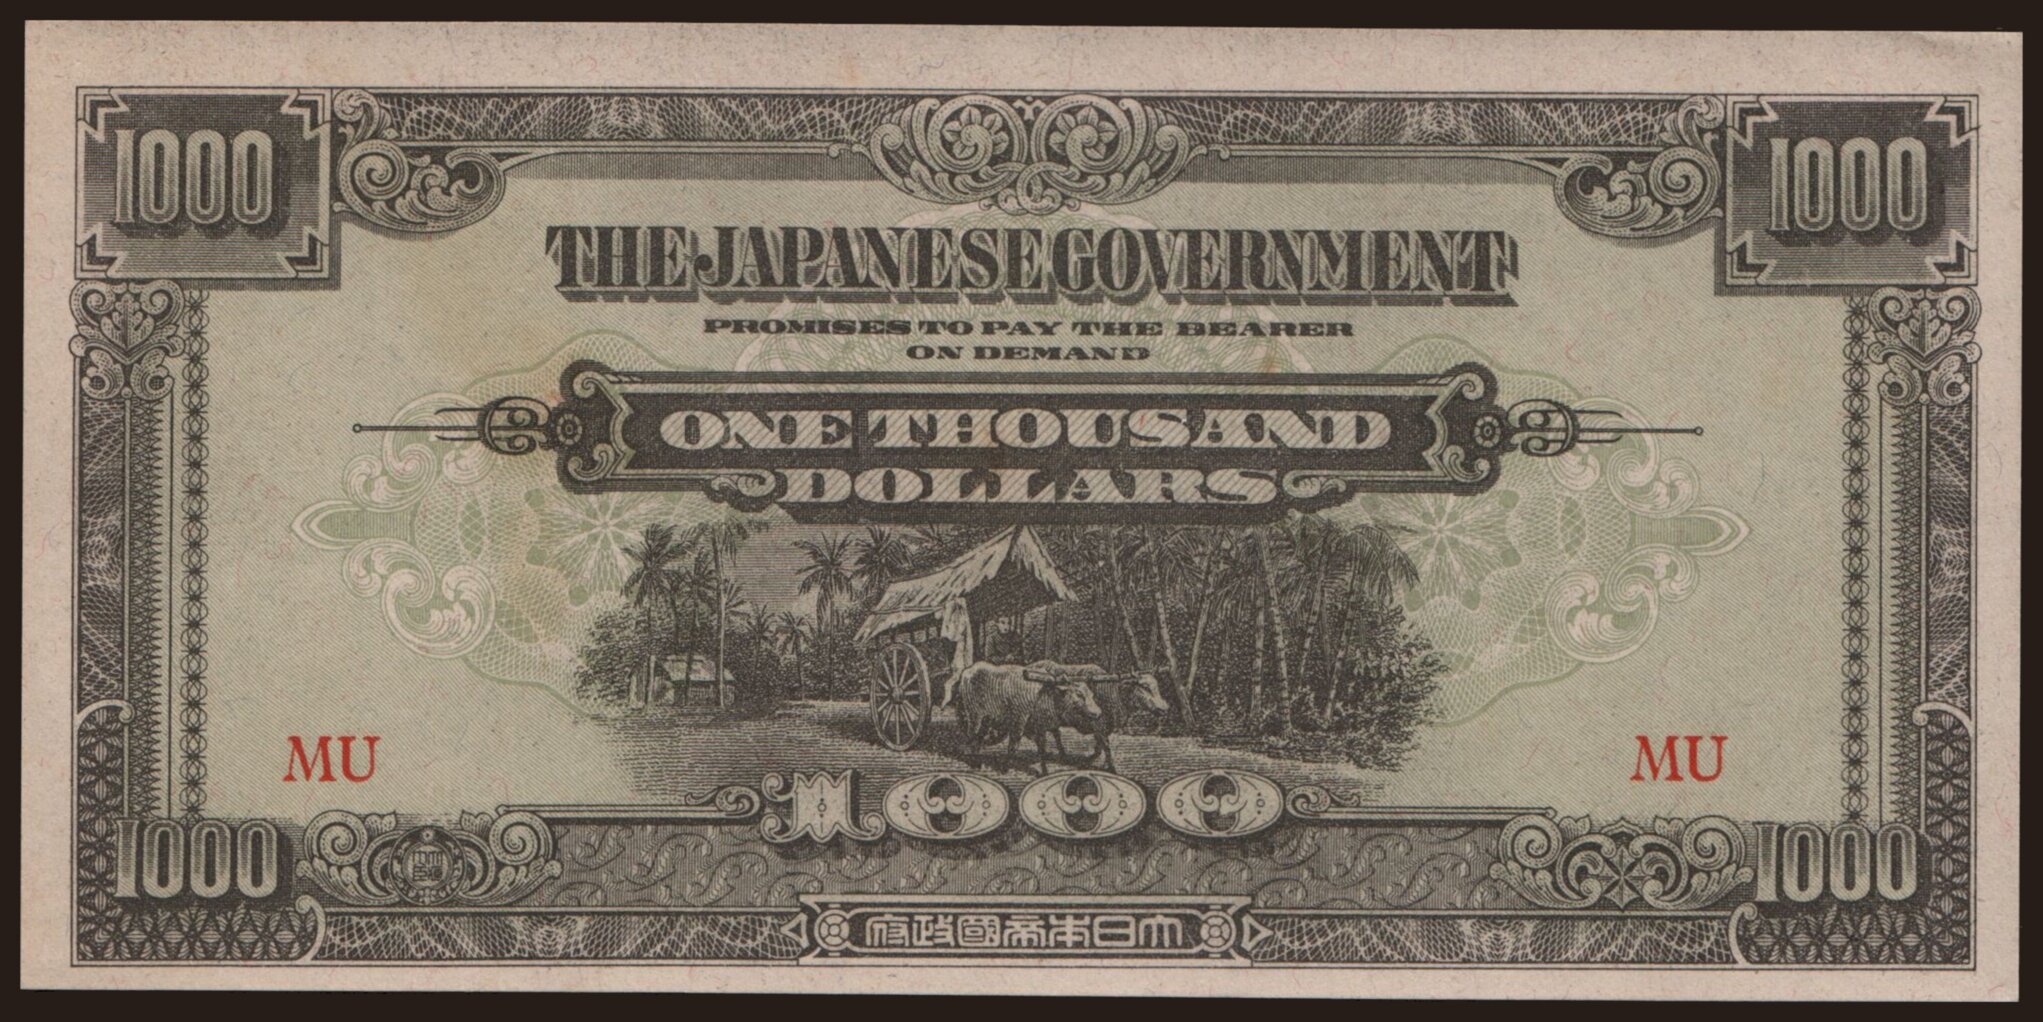 1000 1000
THE JAPANESE GOVERNMENT
PROMISES TO PAY THE BEARER
ON DEMAND
ONE THOUSAND
DOLLARS
MU MU
1000
1000 1000
府政國帝本日大